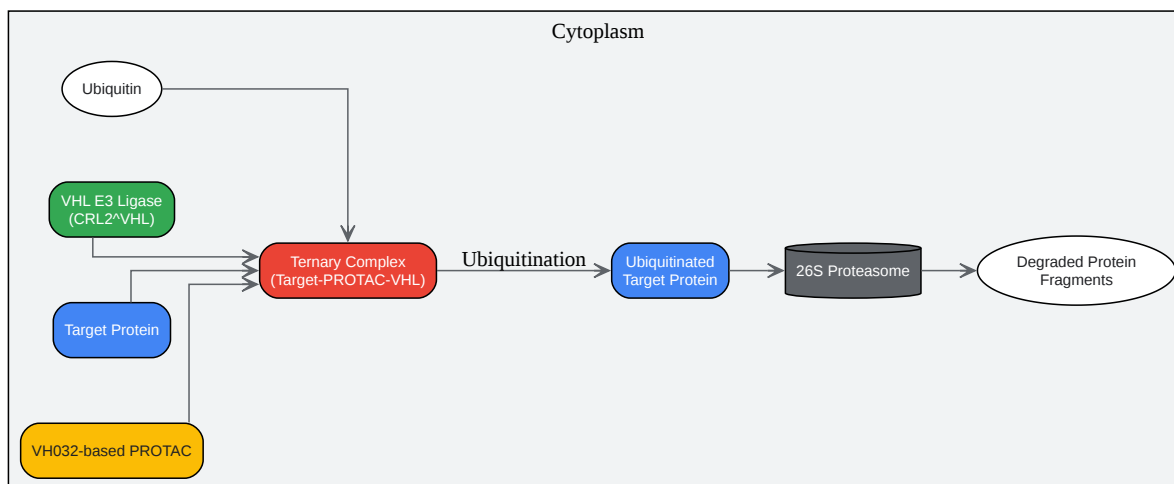 Cytoplasm
Ubiquitin
VHL E3 Ligase
(CRL2^VHL)
Target Protein
VH032-based PROTAC
Ternary Complex
(Target-PROTAC-VHL)
Ubiquitination
Ubiquitinated
Target Protein
26S Proteasome
Degraded Protein
Fragments